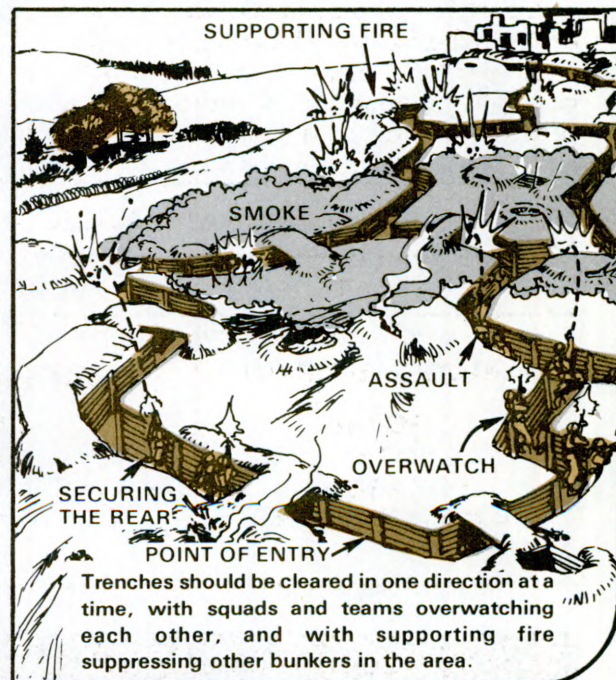 SUPPORTING FIRE
SMOKE
ASSAULT
OVERWATCH
SECURING
THE REAR
POINT OF ENTRY
Trenches should be cleared in one direction at a
time, with squads and teams overwatching
each other, and with supporting fire
suppressing other bunkers in the area.